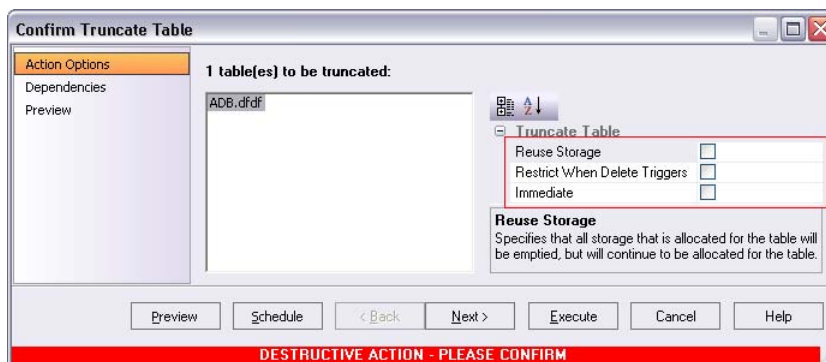 Confirm Truncate Table
Action Options
Dependencies
Preview
1 table(es) to be truncated:
ADB.dfdf
Truncate Table
Reuse Storage
Restrict When Delete Triggers
Immediate
Reuse Storage
Specifies that all storage that is allocated for the table will
be emptied, but will continue to be allocated for the table.
Preview
Schedule
< Back
Next >
Execute
Cancel
Help
DESTRUCTIVE ACTION - PLEASE CONFIRM